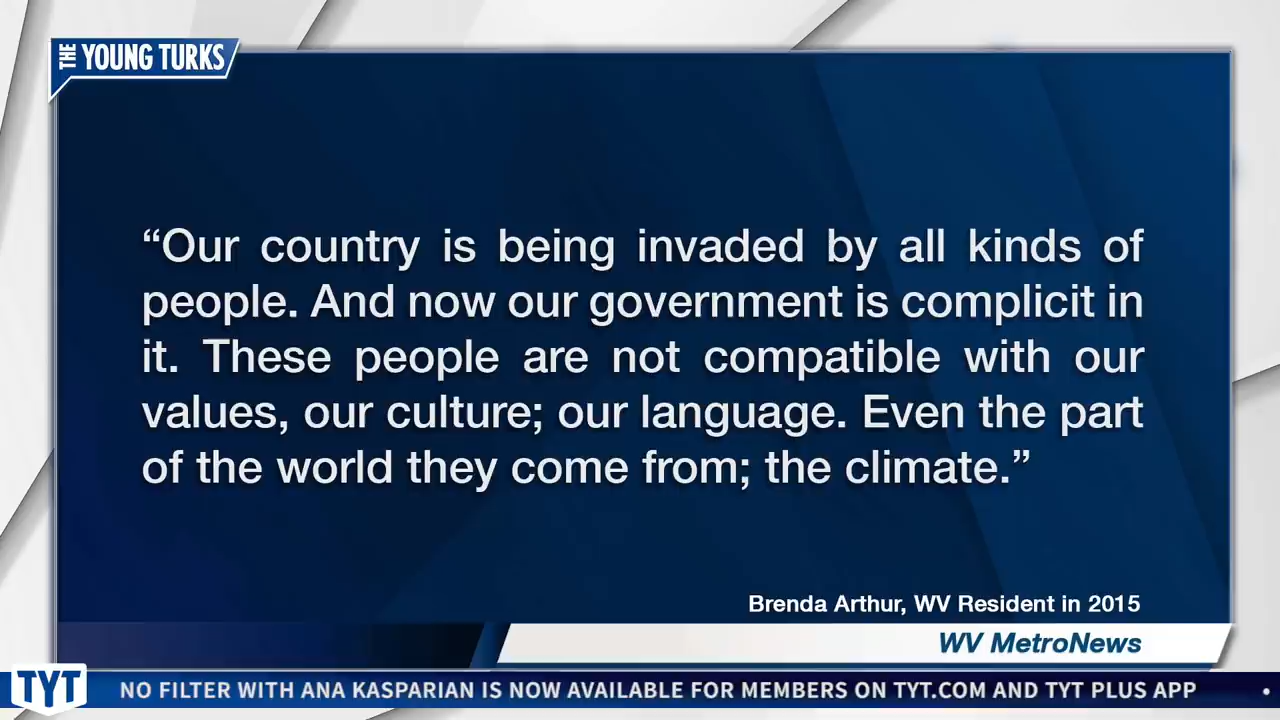 THE YOUNG TURKS
“Our country is being invaded by all kinds of
people. And now our government is complicit in
it. These people are not compatible with our
values, our culture; our language. Even the part
of the world they come from; the climate.”
Brenda Arthur, WV Resident in 2015
WV MetroNews
TYT NO FILTER WITH ANA KASPARIAN IS NOW AVAILABLE FOR MEMBERS ON TYT.COM AND TYT PLUS APP •